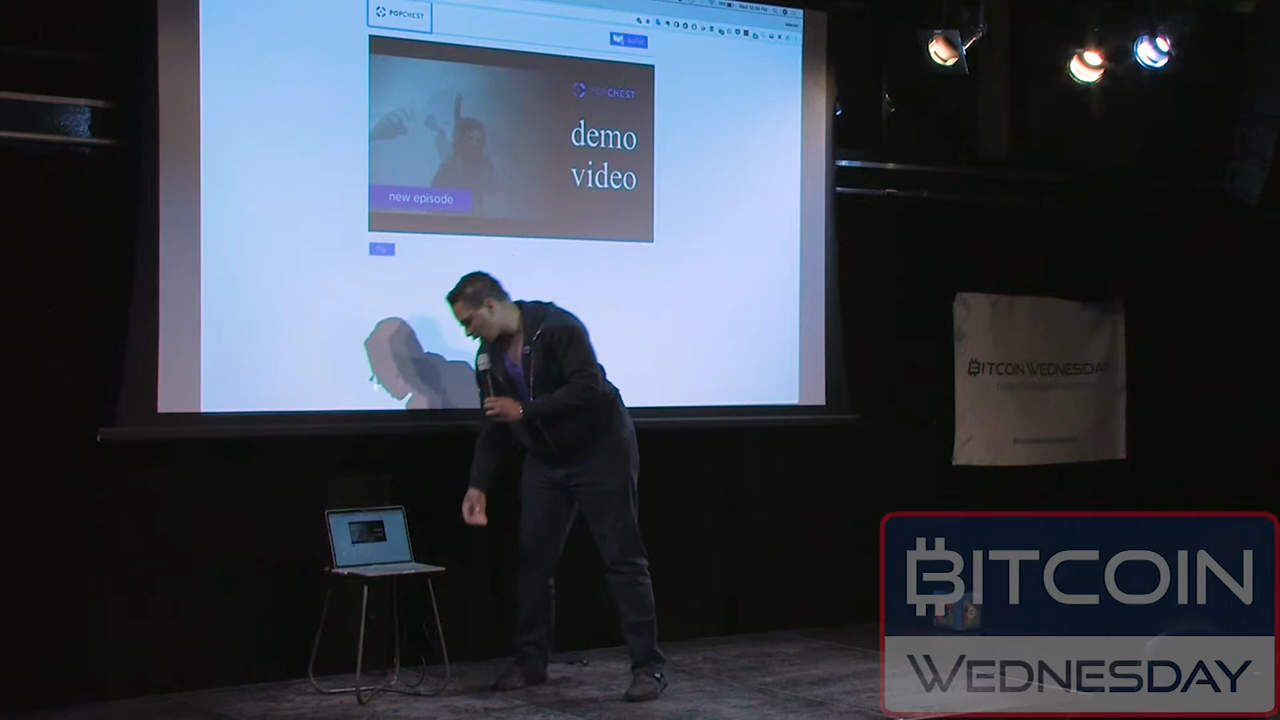 POPCHEST
POPCHEST
demo
video
new episode
BITCOIN WEDNESDAY
BITCOIN
WEDNESDAY